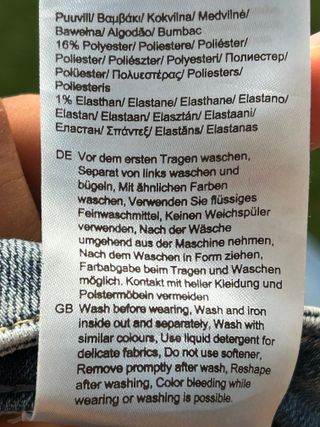 Puuvill/ Βαμβάκι/ Kokvilna/ Medvilnė/
Bawełna/ Algodão/ Bumbac
16% Polyester/ Poliestere/ Poliéster/
Poliester/ Poliészter/ Polyesteri/ Полиестер/
Polüester/ Πολυεστέρας/ Poliesters/
Poliesteris
1% Elasthan/ Elastane/ Elasthane/ Elastano/
Elastan/ Elastaan/ Elasztán/ Elastaani/
Еластан/ Σπάντεξ/ Elastāns/ Elastanas
DE Vor dem ersten Tragen waschen,
Separat von links waschen und
bügeln, Mit ähnlichen Farben
waschen, Verwenden Sie flüssiges
Feinwaschmittel, Keinen Weichspüler
verwenden, Nach der Wäsche
umgehend aus der Maschine nehmen,
Nach dem Waschen in Form ziehen,
Farbabgabe beim Tragen und Waschen
möglich. Kontakt mit heller Kleidung und
Polstermöbeln vermeiden
GB Wash before wearing, Wash and iron
inside out and separately, Wash with
similar colours, Use liquid detergent for
delicate fabrics, Do not use softener,
Remove promptly after wash, Reshape
after washing, Color bleeding while
wearing or washing is possible.